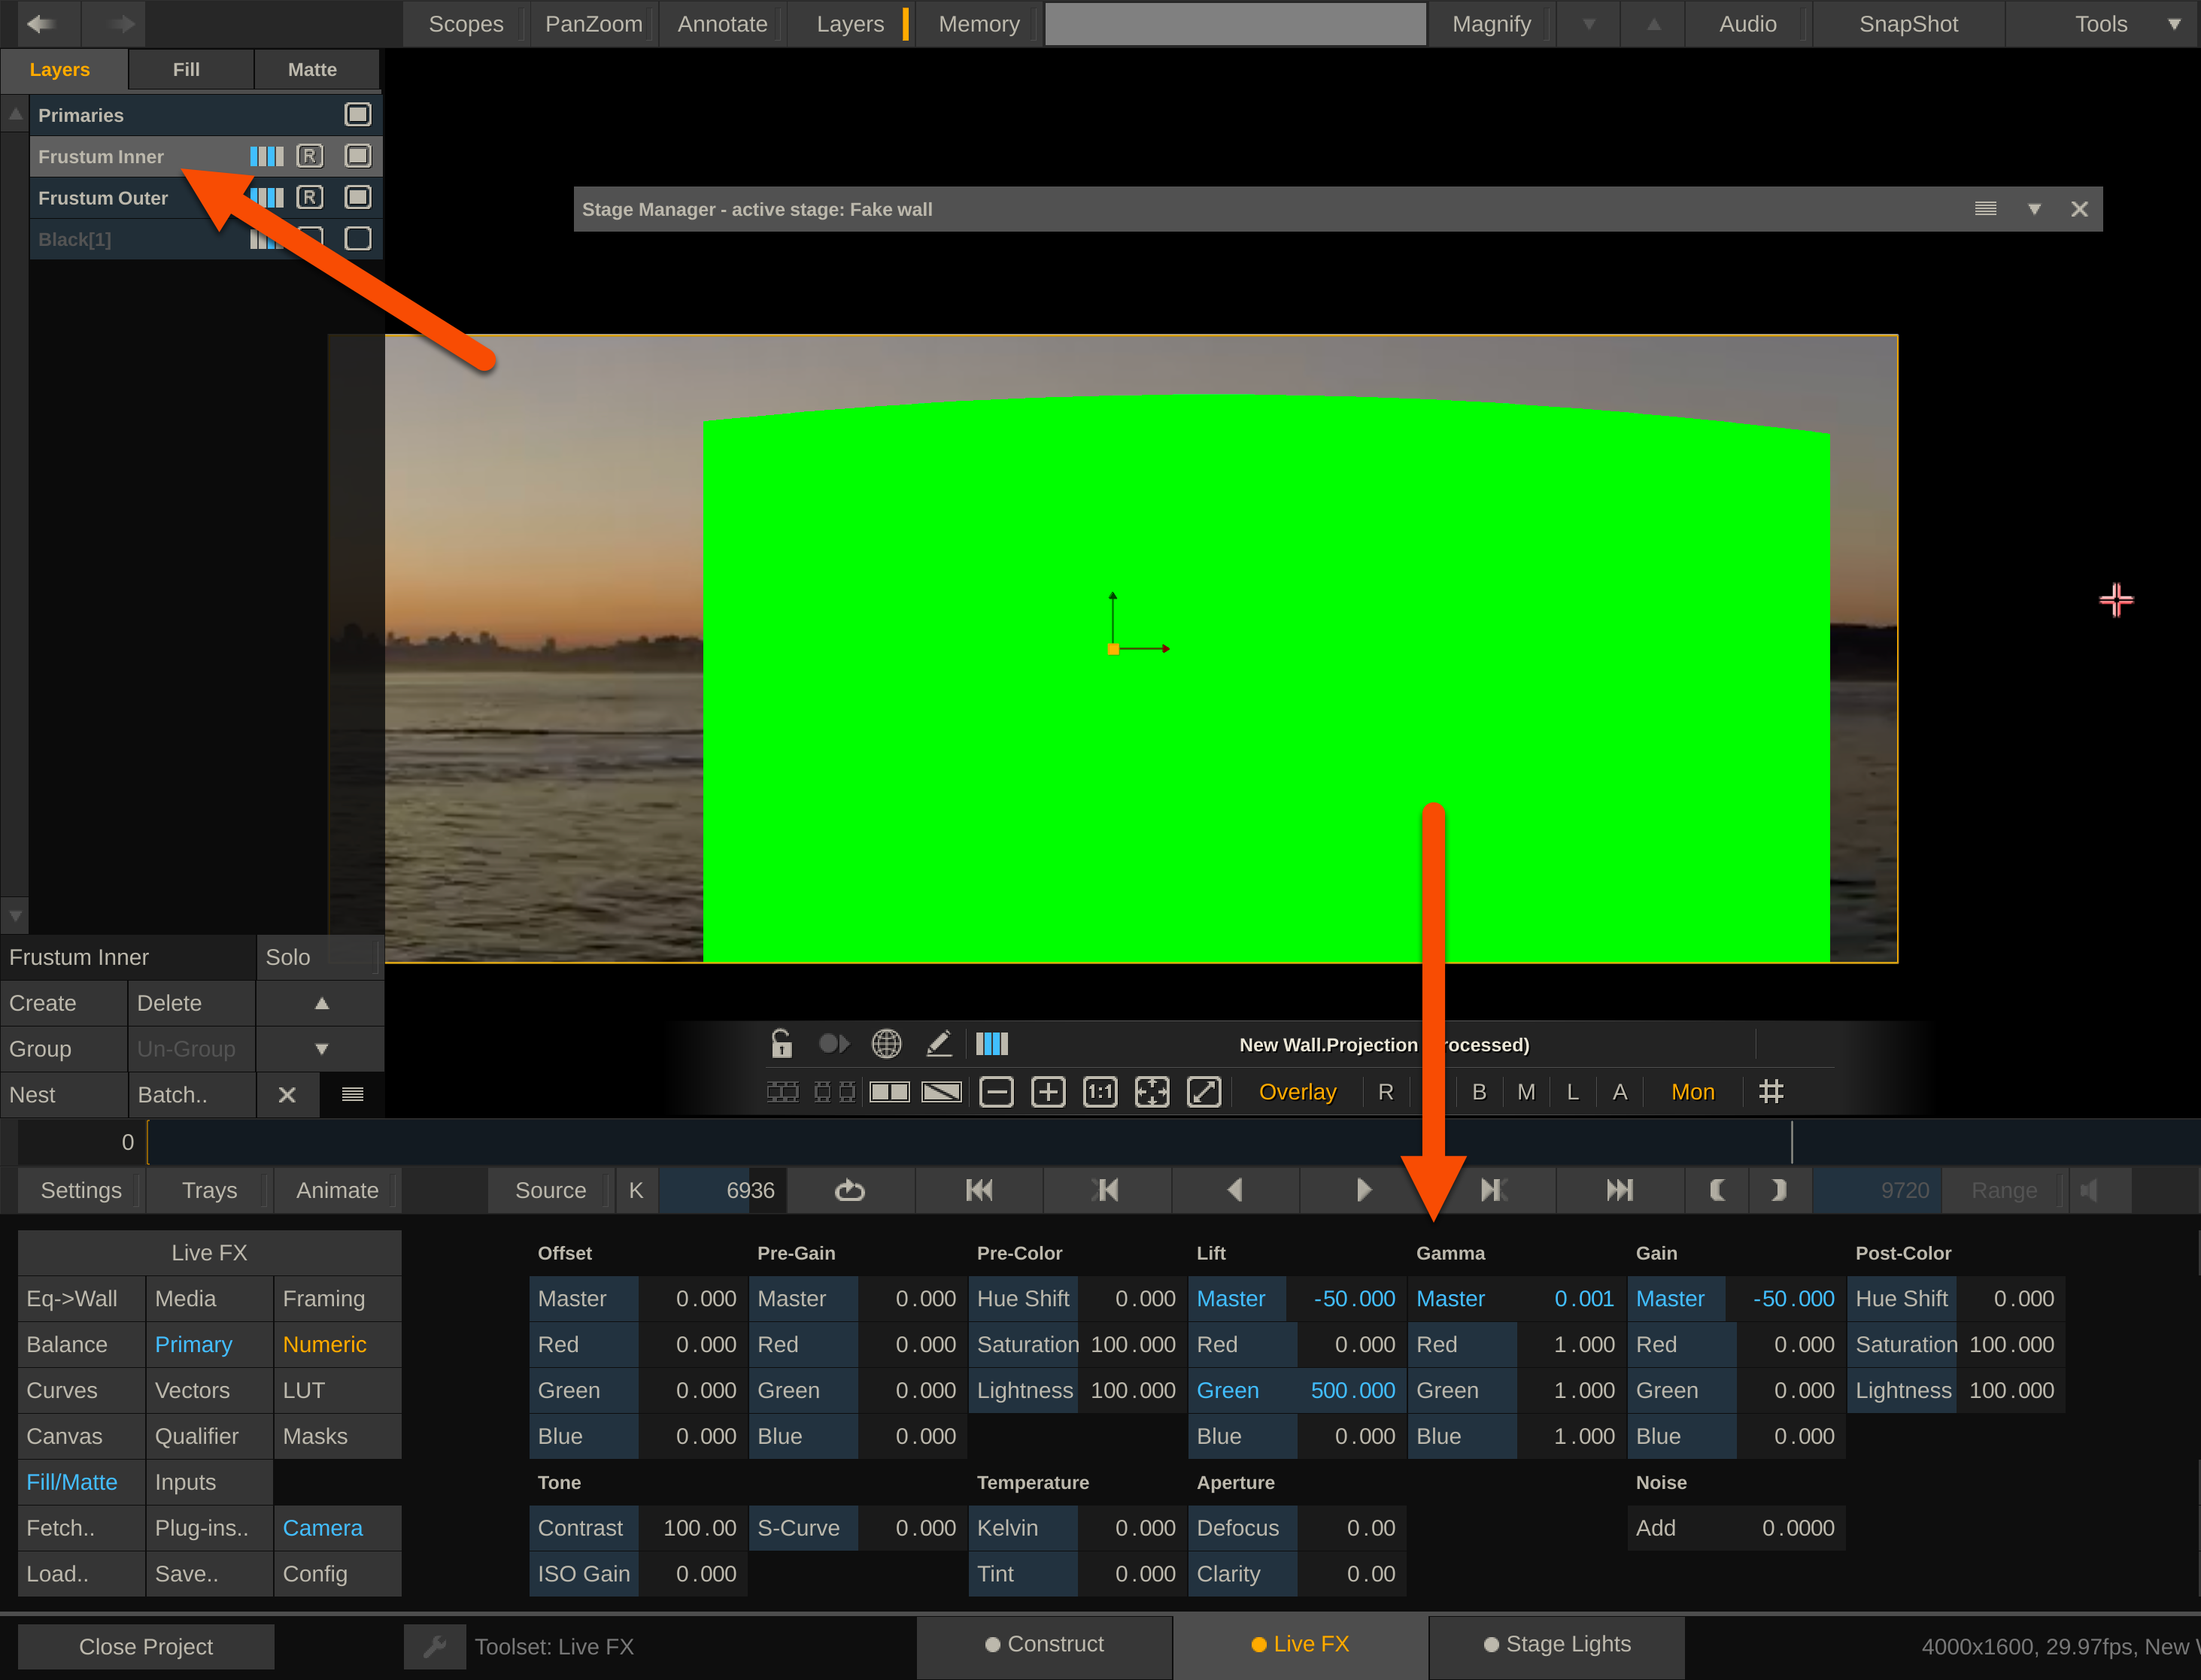 Scopes PanZoom Annotate Layers Memory Magnify Audio SnapShot Tools
Layers Fill Matte
Primaries
Frustum Inner R
Frustum Outer R
Black[1]
Stage Manager - active stage: Fake wall
Frustum Inner Solo
Create Delete
Group Un-Group
Nest Batch..
New Wall.Projection rocessed)
1:1 Overlay R B M L A Mon
0
Settings Trays Animate Source K 6936 9720 Range
Live FX
Eq->Wall Media Framing
Balance Primary Numeric
Curves Vectors LUT
Canvas Qualifier Masks
Fill/Matte Inputs
Fetch.. Plug-ins.. Camera
Load.. Save.. Config
Offset Pre-Gain Pre-Color Lift Gamma Gain Post-Color
Master 0.000 Master 0.000 Hue Shift 0.000 Master -50.000 Master 0.001 Master -50.000 Hue Shift 0.000
Red 0.000 Red 0.000 Saturation 100.000 Red 0.000 Red 1.000 Red 0.000 Saturation 100.000
Green 0.000 Green 0.000 Lightness 100.000 Green 500.000 Green 1.000 Green 0.000 Lightness 100.000
Blue 0.000 Blue 0.000 Blue 0.000 Blue 1.000 Blue 0.000
Tone Temperature Aperture Noise
Contrast 100.00 S-Curve 0.000 Kelvin 0.000 Defocus 0.00 Add 0.0000
ISO Gain 0.000 Tint 0.000 Clarity 0.00
Close Project Toolset: Live FX Construct Live FX Stage Lights 4000x1600, 29.97fps, New